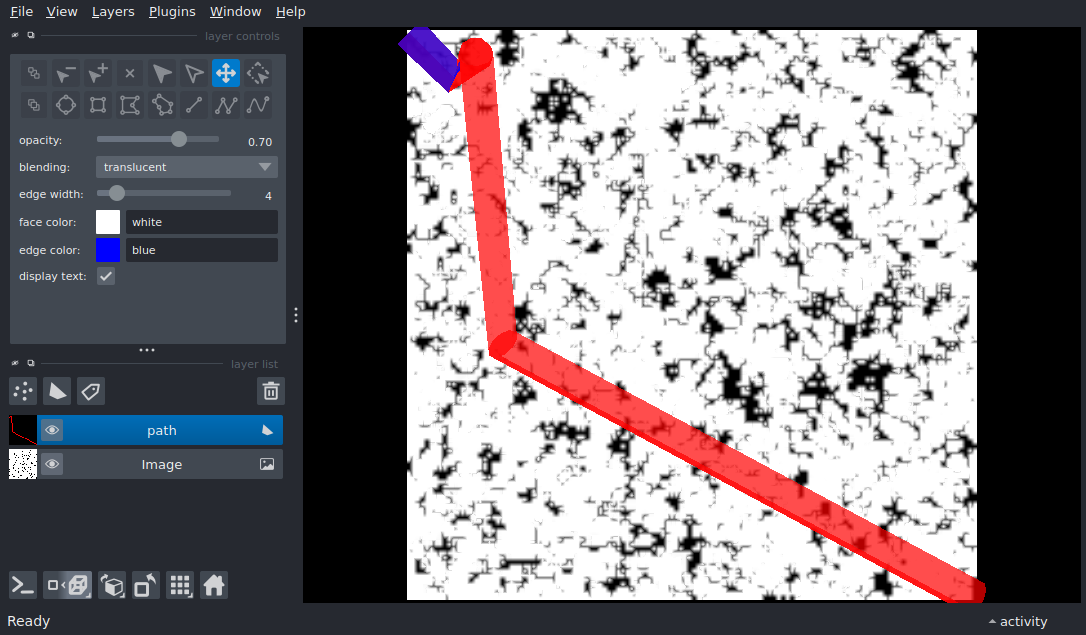 File View Layers Plugins Window Help
layer controls
opacity: 0.70
blending: translucent
edge width: 4
face color: white
edge color: blue
display text:
layer list
path
Image
Ready
activity